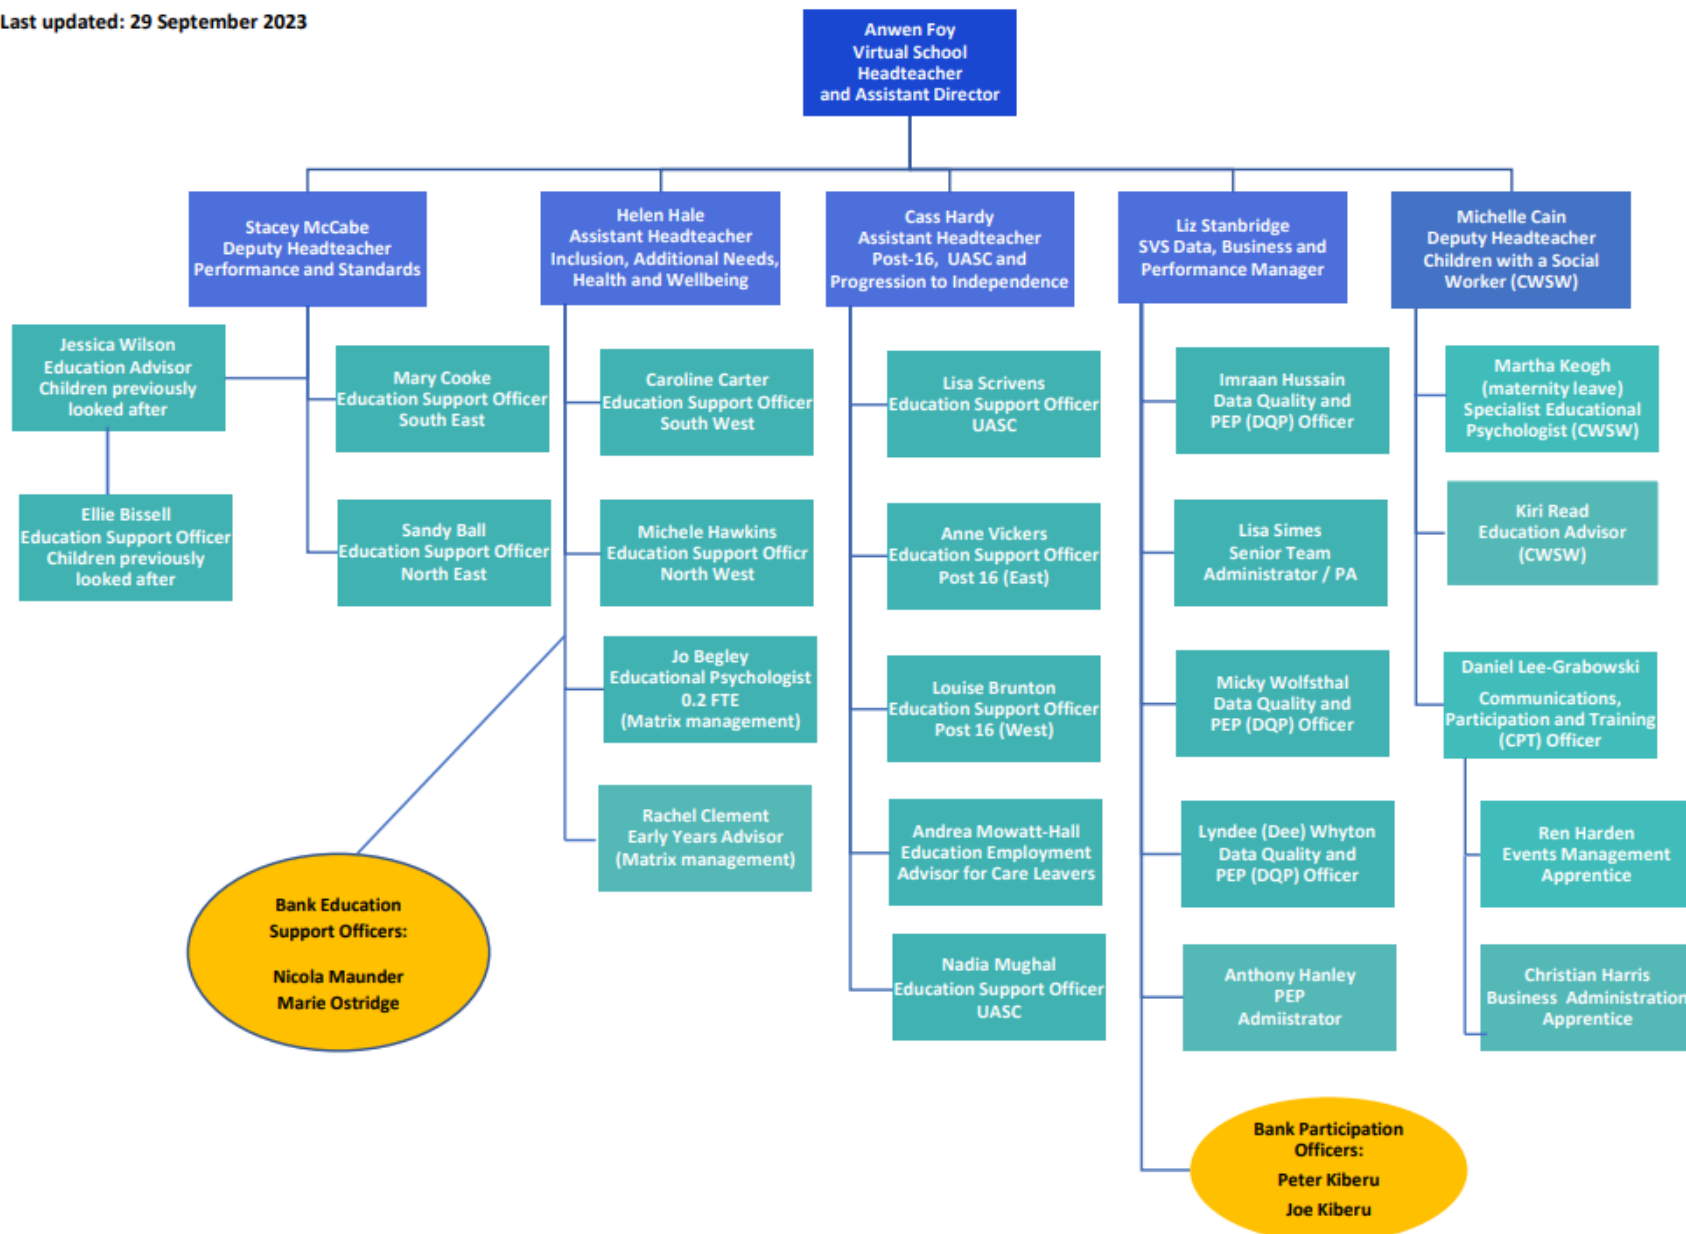 Last updated: 29 September 2023
Anwen Foy
Virtual School
Headteacher
and Assistant Director
Stacey McCabe
Deputy Headteacher
Performance and Standards
Helen Hale
Assistant Headteacher
Inclusion, Additional Needs,
Health and Wellbeing
Cass Hardy
Assistant Headteacher
Post-16, UASC and
Progression to Independence
Liz Stanbridge
SVS Data, Business and
Performance Manager
Michelle Cain
Deputy Headteacher
Children with a Social
Worker (CWSW)
Jessica Wilson
Education Advisor
Children previously
looked after
Ellie Bissell
Education Support Officer
Children previously
looked after
Mary Cooke
Education Support Officer
South East
Sandy Ball
Education Support Officer
North East
Caroline Carter
Education Support Officer
South West
Michele Hawkins
Education Support Officr
North West
Jo Begley
Educational Psychologist
0.2 FTE
(Matrix management)
Rachel Clement
Early Years Advisor
(Matrix management)
Bank Education
Support Officers:
Nicola Maunder
Marie Ostridge
Lisa Scrivens
Education Support Officer
UASC
Anne Vickers
Education Support Officer
Post 16 (East)
Louise Brunton
Education Support Officer
Post 16 (West)
Andrea Mowatt-Hall
Education Employment
Advisor for Care Leavers
Nadia Mughal
Education Support Officer
UASC
Imraan Hussain
Data Quality and
PEP (DQP) Officer
Lisa Simes
Senior Team
Administrator / PA
Micky Wolfsthal
Data Quality and
PEP (DQP) Officer
Lyndee (Dee) Whyton
Data Quality and
PEP (DQP) Officer
Anthony Hanley
PEP
Admiistrator
Bank Participation
Officers:
Peter Kiberu
Joe Kiberu
Martha Keogh
(maternity leave)
Specialist Educational
Psychologist (CWSW)
Kiri Read
Education Advisor
(CWSW)
Daniel Lee-Grabowski
Communications,
Participation and Training
(CPT) Officer
Ren Harden
Events Management
Apprentice
Christian Harris
Business Administration
Apprentice